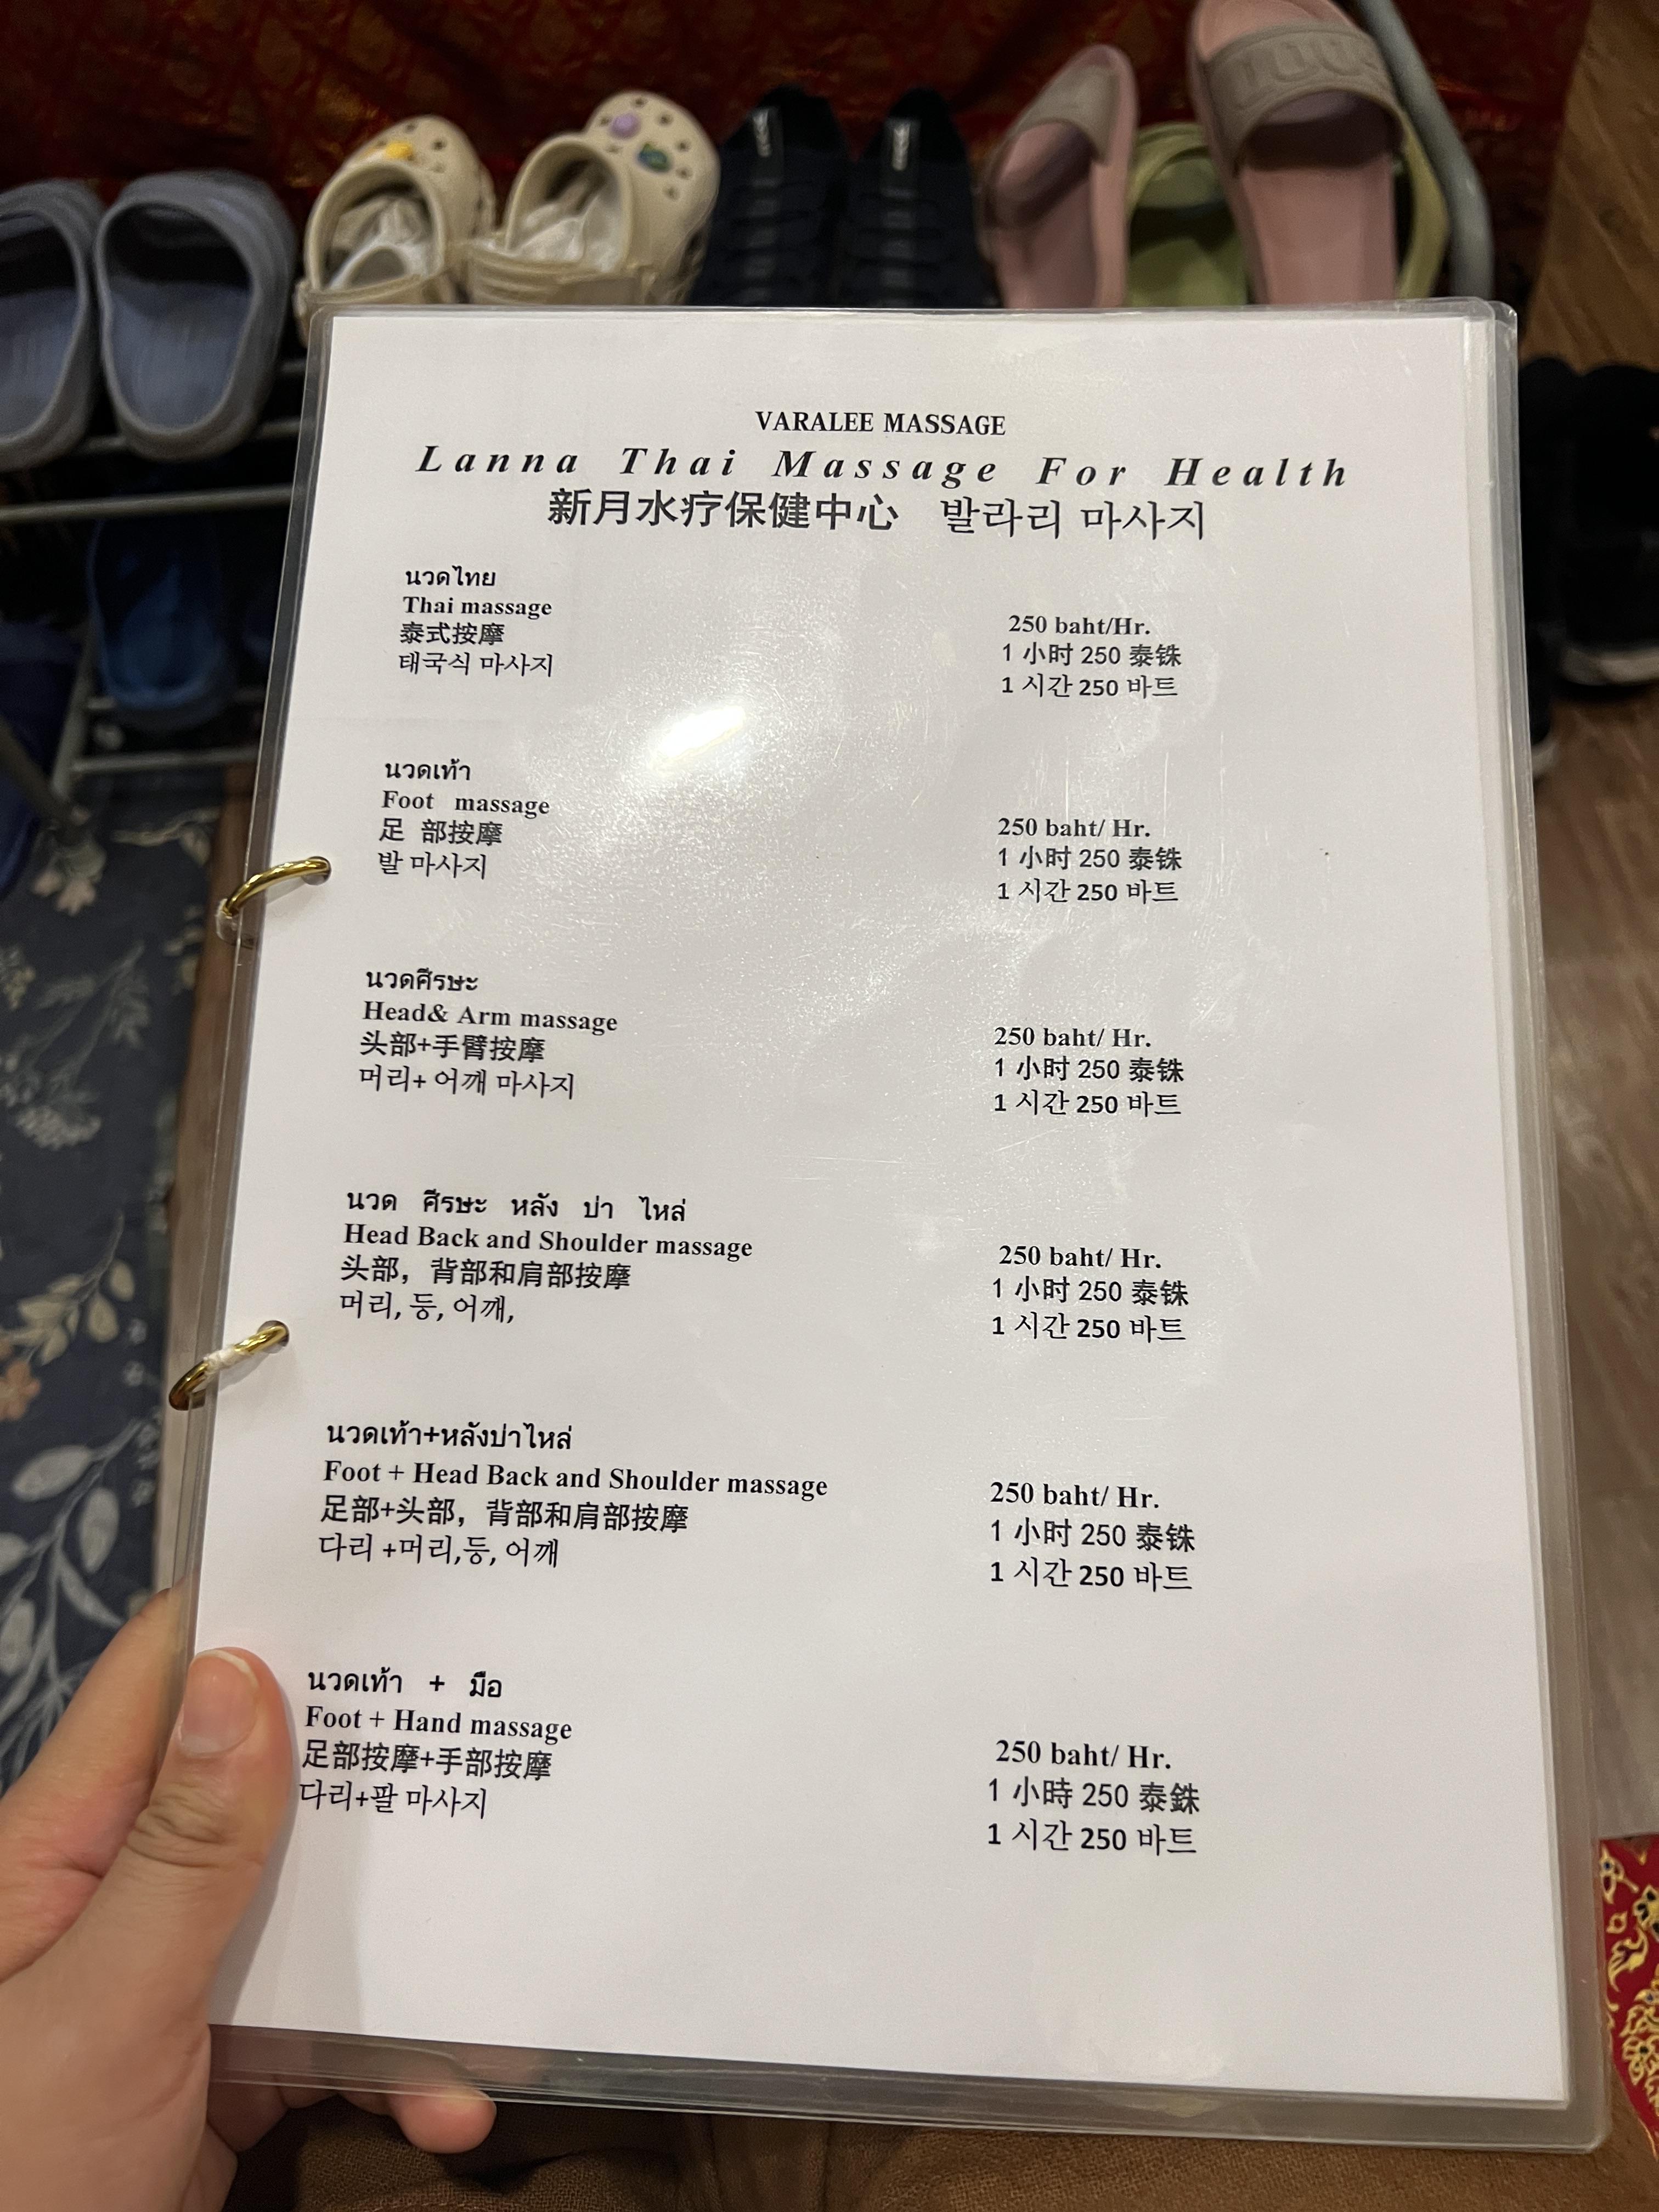 VARALEE MASSAGE
Lanna Thai Massage For Health
新月水疗保健中心 발라리 마사지
นวดไทย
Thai massage
泰式按摩
태국식 마사지
250 baht/Hr.
1 小时 250 泰铢
1 시간 250 바트
นวดเท้า
Foot massage
足 部按摩
발 마사지
250 baht/ Hr.
1 小时 250 泰铢
1 시간 250 바트
นวดศีรษะ
Head& Arm massage
头部+手臂按摩
머리+ 어깨 마사지
250 baht/ Hr.
1 小时 250 泰铢
1 시간 250 바트
นวด ศีรษะ หลัง บ่า ไหล่
Head Back and Shoulder massage
头部，背部和肩部按摩
머리, 등, 어깨,
250 baht/ Hr.
1 小时 250 泰铢
1 시간 250 바트
นวดเท้า+หลังบ่าไหล่
Foot + Head Back and Shoulder massage
足部+头部，背部和肩部按摩
다리 +머리,등, 어깨
250 baht/ Hr.
1 小时 250 泰铢
1 시간 250 바트
นวดเท้า + มือ
Foot + Hand massage
足部按摩+手部按摩
다리+팔 마사지
250 baht/ Hr.
1 小時 250 泰銖
1 시간 250 바트